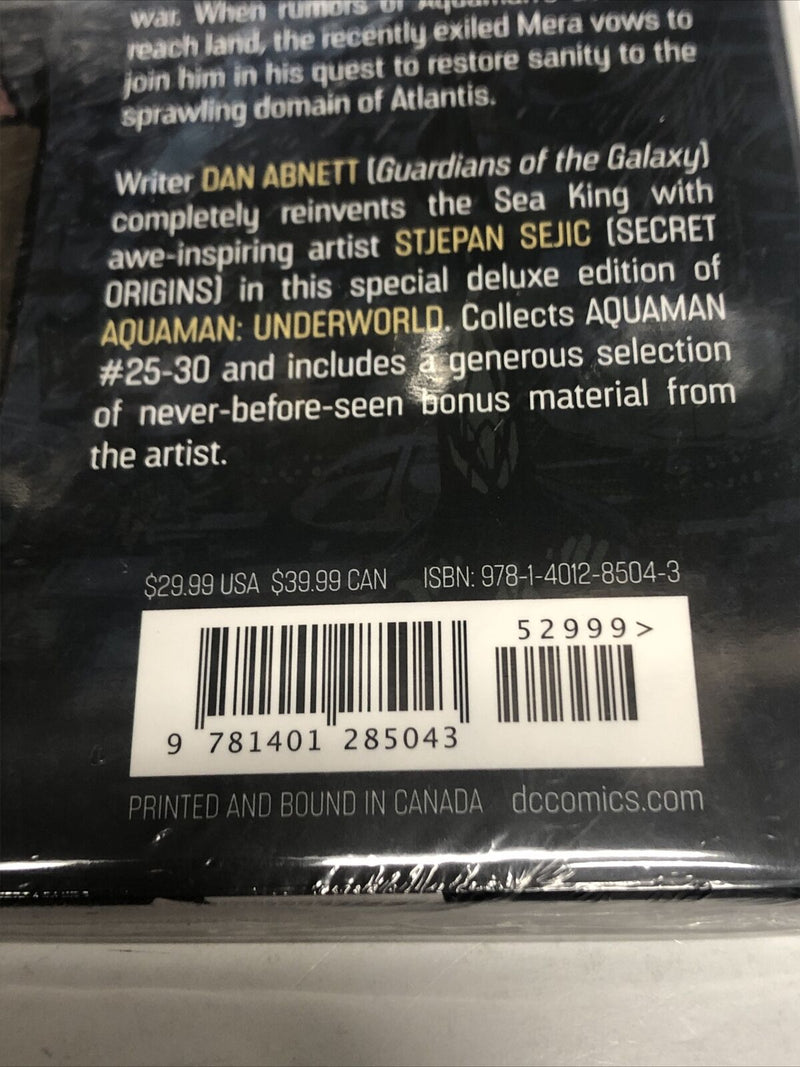 war. When rumors of
reach land, the recently exiled Mera vows to
join him in his quest to restore sanity to the
sprawling domain of Atlantis.
Writer DAN ABNETT (Guardians of the Galaxy)
completely reinvents the Sea King with
awe-inspiring artist STJEPAN SEJIC (SECRET
ORIGINS) in this special deluxe edition of
AQUAMAN: UNDERWORLD. Collects AQUAMAN
#25-30 and includes a generous selection
of never-before-seen bonus material from
the artist.
$29.99 USA $39.99 CAN ISBN: 978-1-4012-8504-3
52999>
9 781401 285043
PRINTED AND BOUND IN CANADA dccomics.com